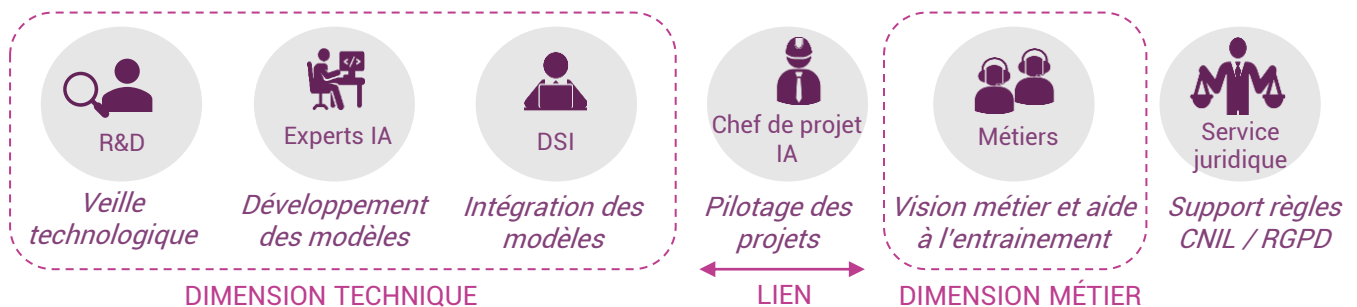 R&D
Veille
technologique
Experts IA
Développement
des modèles
DSI
Intégration des
modèles
DIMENSION TECHNIQUE
Chef de projet
IA
Pilotage des
projets
LIEN
Métiers
Vision métier et aide
à l'entrainement
DIMENSION MÉTIER
Service
juridique
Support règles
CNIL / RGPD